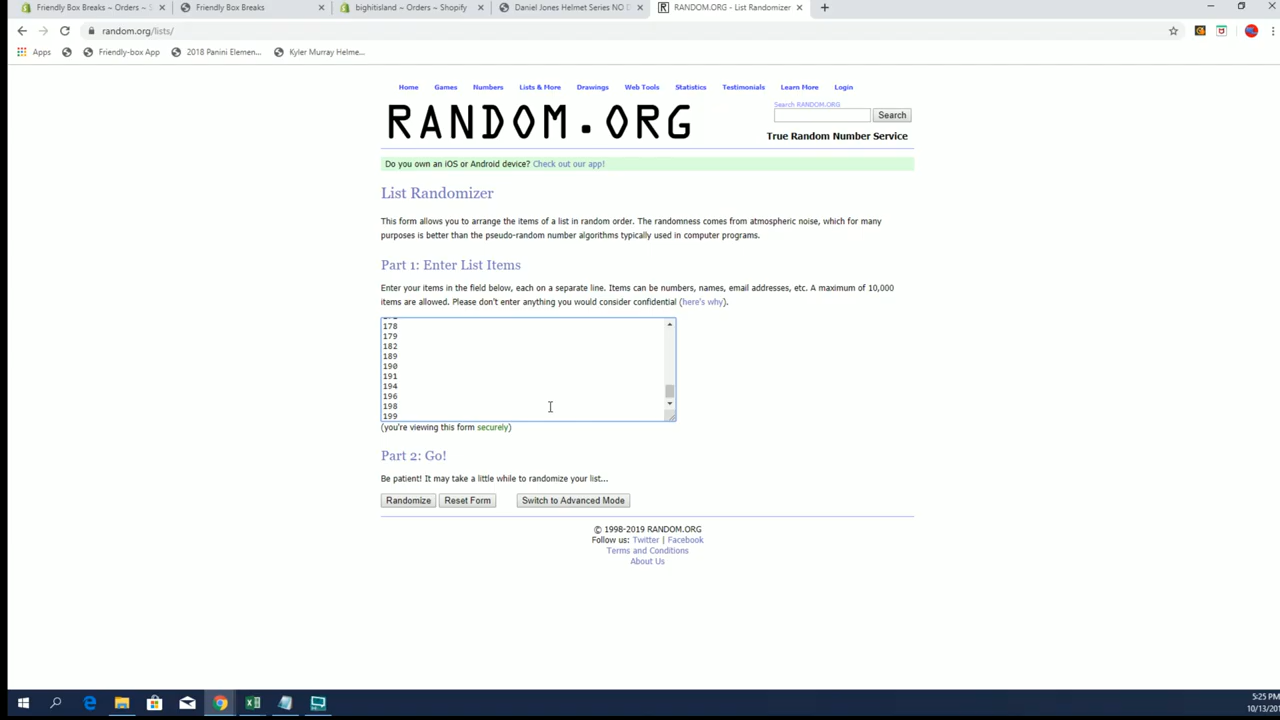 Friendly Box Breaks ~ Orders ~ S
Friendly Box Breaks
bighitisland ~ Orders ~ Shopify
Daniel Jones Helmet Series NO D
RANDOM.ORG - List Randomizer
random.org/lists/
Apps
Friendly-box App
2018 Panini Elemen...
Kyler Murray Helme...
Home Games Numbers Lists & More Drawings Web Tools Statistics Testimonials Learn More Login
RANDOM.ORG
Search RANDOM.ORG
Search
True Random Number Service
Do you own an iOS or Android device? Check out our app!
List Randomizer
This form allows you to arrange the items of a list in random order. The randomness comes from atmospheric noise, which for many
purposes is better than the pseudo-random number algorithms typically used in computer programs.
Part 1: Enter List Items
Enter your items in the field below, each on a separate line. Items can be numbers, names, email addresses, etc. A maximum of 10,000
items are allowed. Please don't enter anything you would consider confidential (here's why).
178
179
182
189
190
191
194
196
198
199
(you're viewing this form securely)
Part 2: Go!
Be patient! It may take a little while to randomize your list...
Randomize Reset Form Switch to Advanced Mode
© 1998-2019 RANDOM.ORG
Follow us: Twitter | Facebook
Terms and Conditions
About Us
5:25 PM
10/13/201